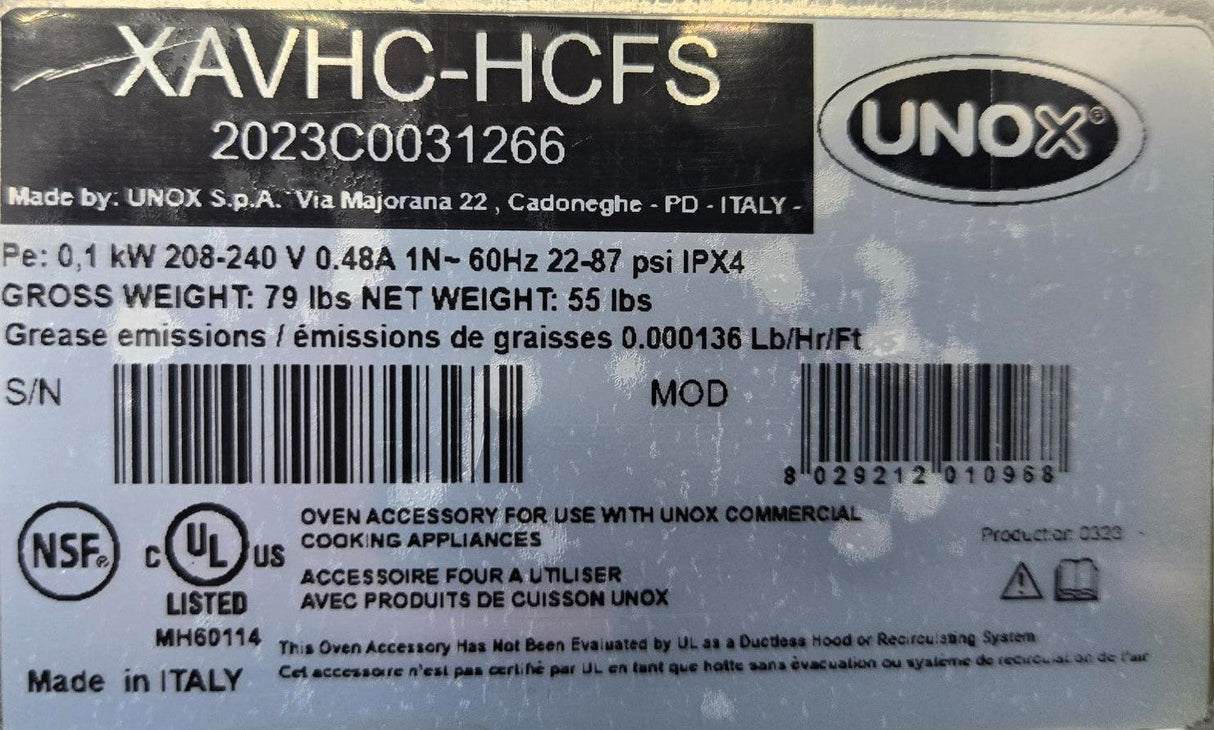 XAVHC-HCFS
2023C0031266
Made by: UNOX S.p.A. Via Majorana 22 , Cadoneghe - PD - ITALY -
UNOX®
Pe: 0,1 kW 208-240 V 0.48A 1N~ 60Hz 22-87 psi IPX4
GROSS WEIGHT: 79 lbs NET WEIGHT: 55 lbs
Grease emissions / émissions de graisses 0.000136 Lb/Hr/Ft
S/N
MOD
8 029212 010968
NSF®
C UL US
LISTED
MH60114
OVEN ACCESSORY FOR USE WITH UNOX COMMERCIAL
COOKING APPLIANCES
ACCESSOIRE FOUR A UTILISER
AVEC PRODUITS DE CUISSON UNOX
Production 0323
This Oven Accessory Has Not Been Evaluated by UL as a Ductless Hood or Recirculating System
Cet accessoire n'est pas certifié par UL en tant que hotte sans évacuation ou système de recirculation de l'air
Made in ITALY